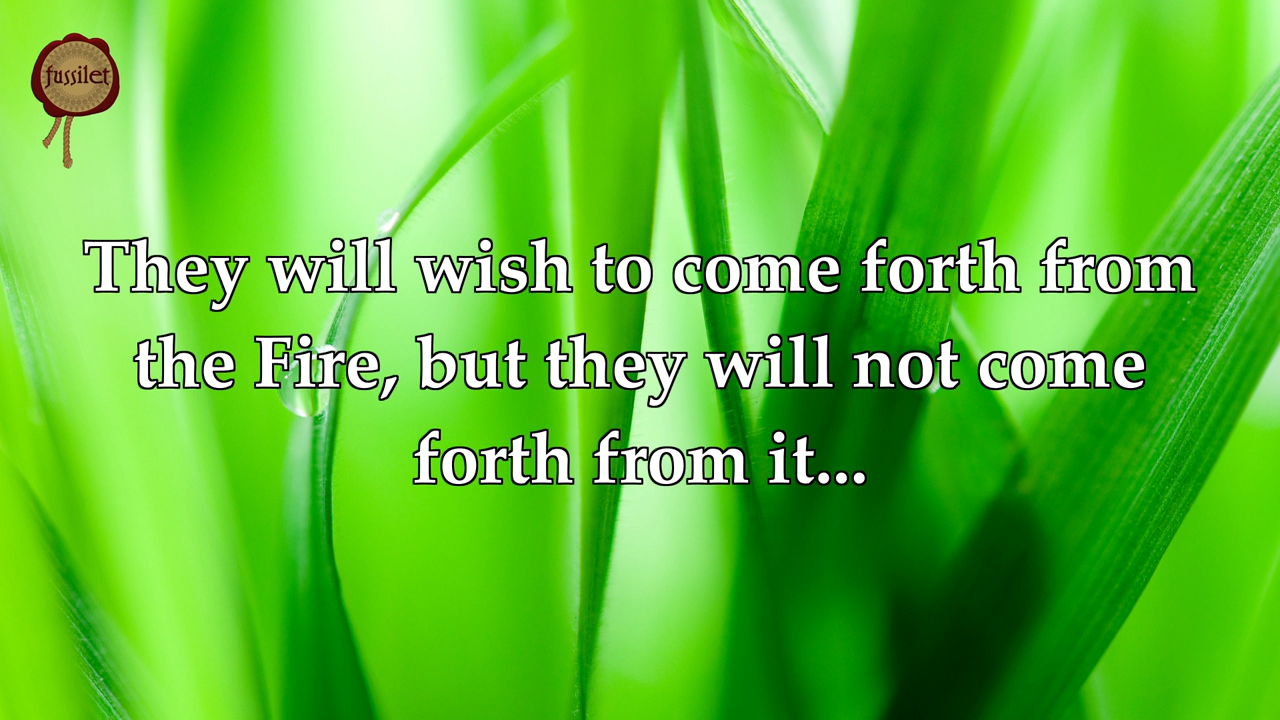 fussilet
They will wish to come forth from
the Fire, but they will not come
forth from it...